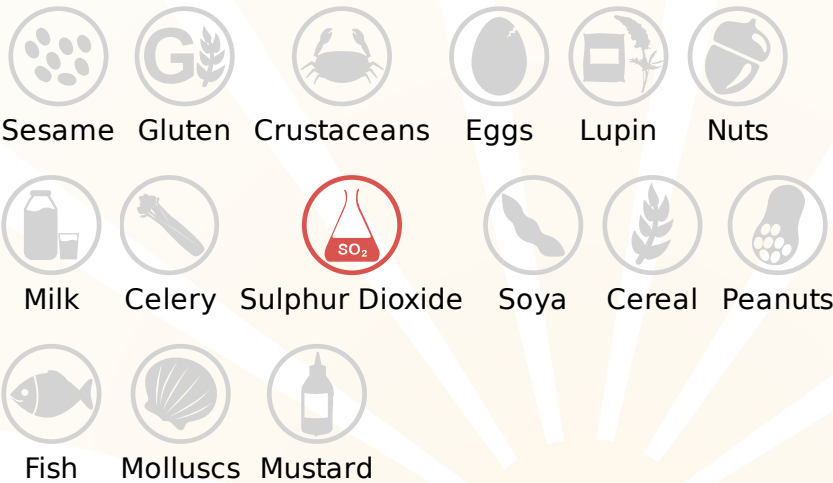 G
Sesame Gluten Crustaceans Eggs Lupin Nuts
SO₂
Milk Celery Sulphur Dioxide Soya Cereal Peanuts
Fish Molluscs Mustard